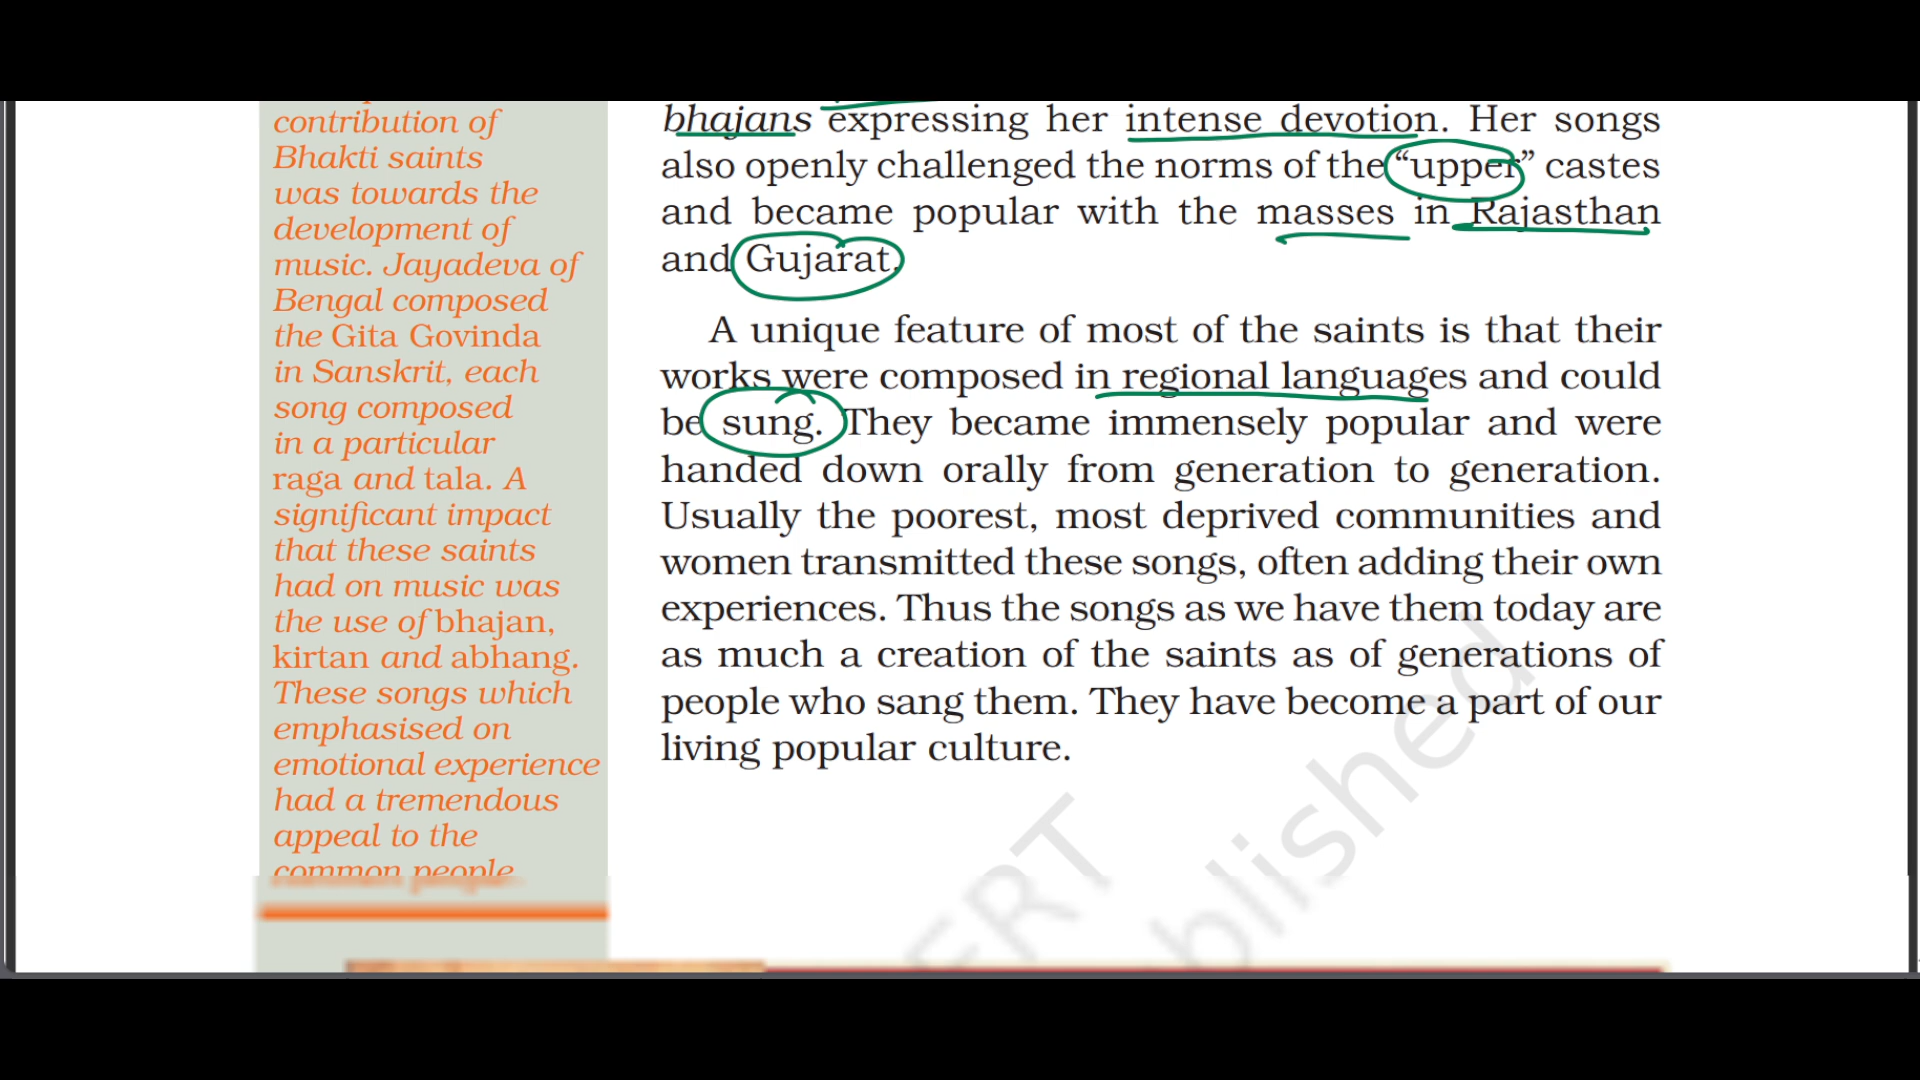 contribution of
Bhakti saints
was towards the
development of
music. Jayadeva of
Bengal composed
the Gita Govinda
in Sanskrit, each
song composed
in a particular
raga and tala. A
significant impact
that these saints
had on music was
the use of bhajan,
kirtan and abhang.
These songs which
emphasised on
emotional experience
had a tremendous
appeal to the
common people.
bhajans expressing her intense devotion. Her songs
also openly challenged the norms of the “upper” castes
and became popular with the masses in Rajasthan
and Gujarat.
A unique feature of most of the saints is that their
works were composed in regional languages and could
be sung. They became immensely popular and were
handed down orally from generation to generation.
Usually the poorest, most deprived communities and
women transmitted these songs, often adding their own
experiences. Thus the songs as we have them today are
as much a creation of the saints as of generations of
people who sang them. They have become a part of our
living popular culture.